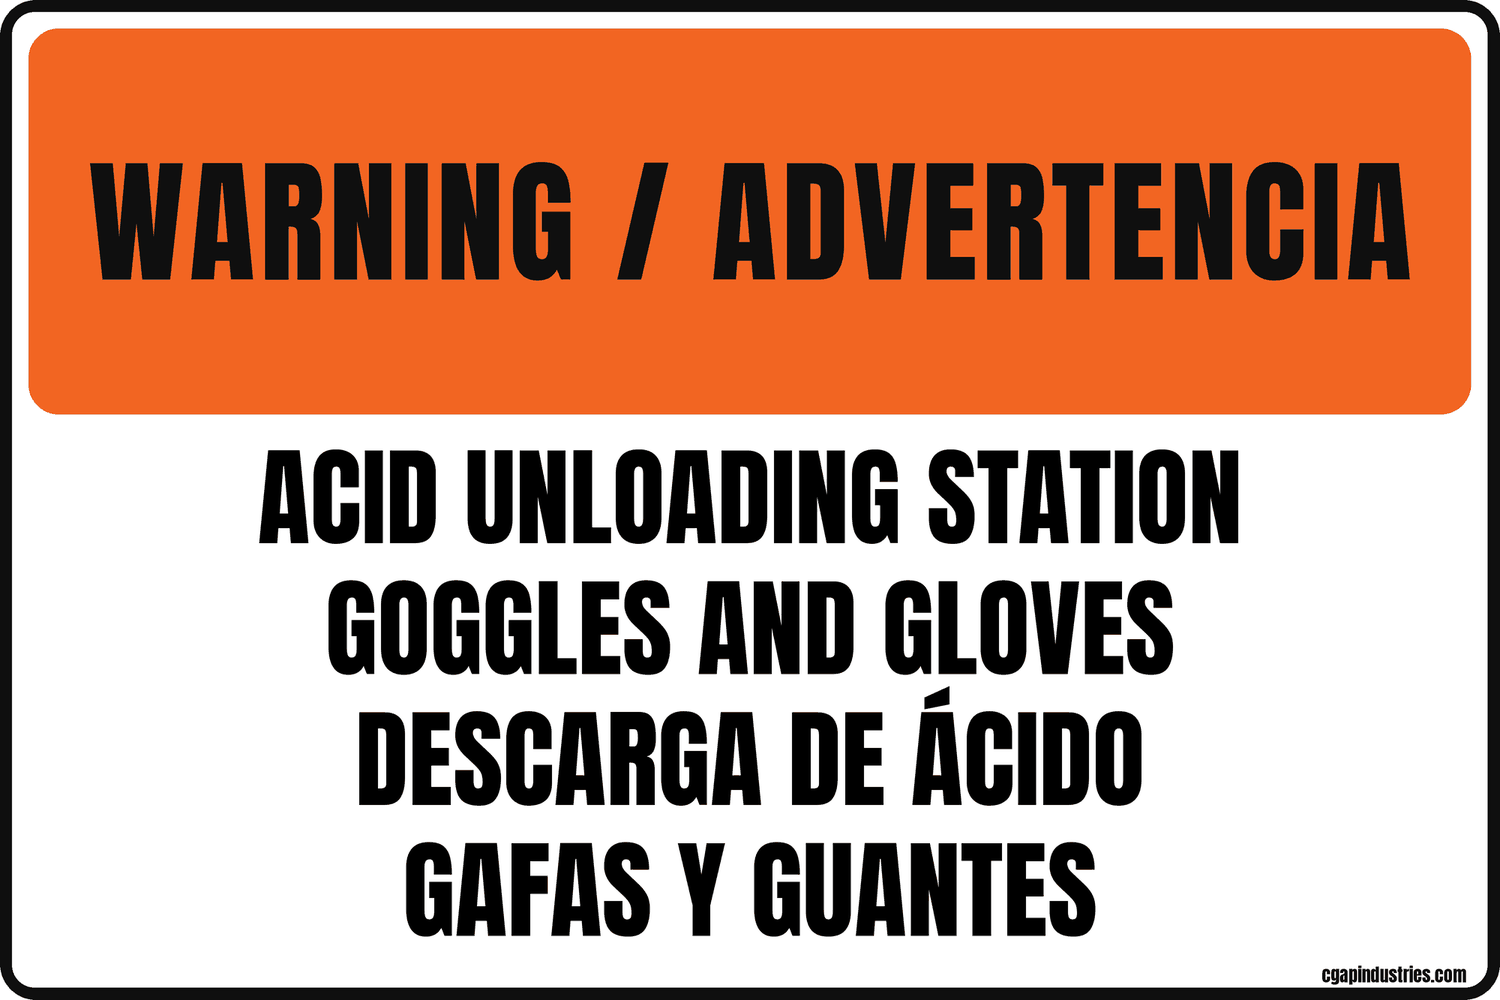 WARNING / ADVERTENCIA
ACID UNLOADING STATION
GOGGLES AND GLOVES
DESCARGA DE ÁCIDO
GAFAS Y GUANTES
cgapindustries.com